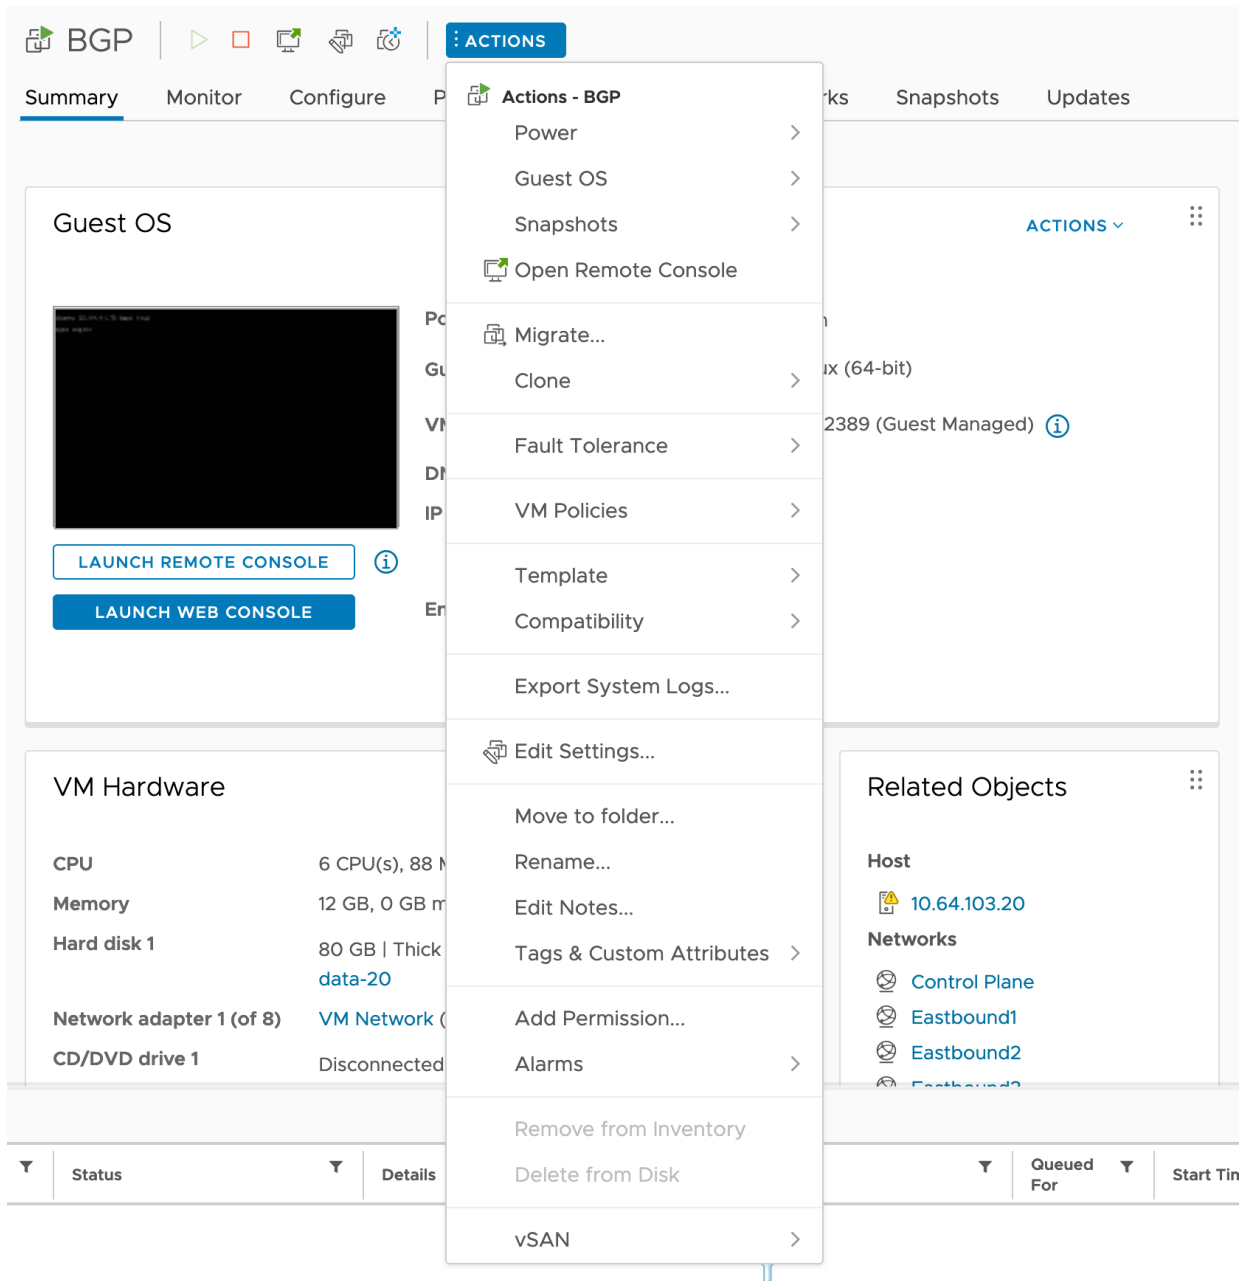 BGP
ACTIONS
Summary
Monitor
Configure
P
rks
Snapshots
Updates
Actions - BGP
Power
Guest OS
Snapshots
Open Remote Console
Migrate...
Clone
Fault Tolerance
VM Policies
Template
Compatibility
Export System Logs...
Edit Settings...
Move to folder...
Rename...
Edit Notes...
Tags & Custom Attributes
Add Permission...
Alarms
Remove from Inventory
Delete from Disk
vSAN
Guest OS
ACTIONS
Gu
ux (64-bit)
2389 (Guest Managed)
IP
LAUNCH REMOTE CONSOLE
LAUNCH WEB CONSOLE
VM Hardware
CPU
6 CPU(s), 88
Memory
12 GB, 0 GB
Hard disk 1
80 GB | Thick
data-20
Network adapter 1 (of 8)
VM Network (
CD/DVD drive 1
Disconnected
Related Objects
Host
10.64.103.20
Networks
Control Plane
Eastbound1
Eastbound2
Status
Details
Queued
For
Start Tim